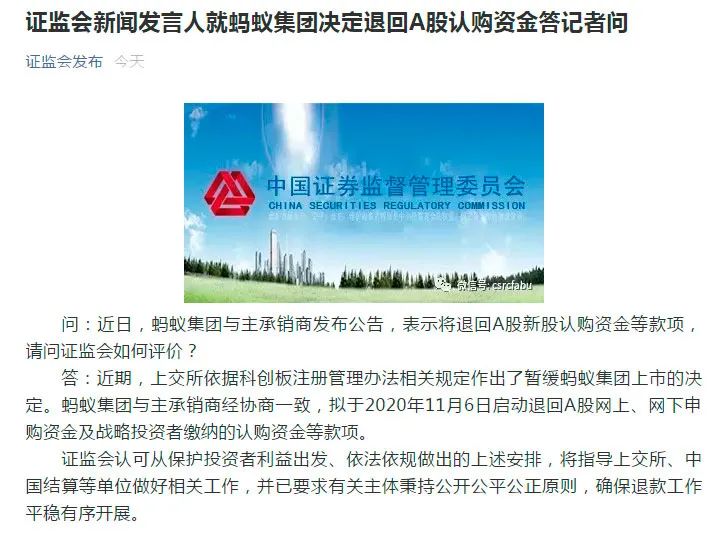 证监会新闻发言人就蚂蚁集团决定退回A股认购资金答记者问
证监会发布 今天
中国证券监督管理委员会
CHINA SECURITIES REGULATORY COMMISSION
微信号: csrcfabu
问：近日，蚂蚁集团与主承销商发布公告，表示将退回A股新股认购资金等款项，
请问证监会如何评价？
答：近期，上交所依据科创板注册管理办法相关规定作出了暂缓蚂蚁集团上市的决
定。蚂蚁集团与主承销商经协商一致，拟于2020年11月6日启动退回A股网上、网下申
购资金及战略投资者缴纳的认购资金等款项。
证监会认可从保护投资者利益出发、依法依规做出的上述安排，将指导上交所、中
国结算等单位做好相关工作，并已要求有关主体秉持公开公平公正原则，确保退款工作
平稳有序开展。